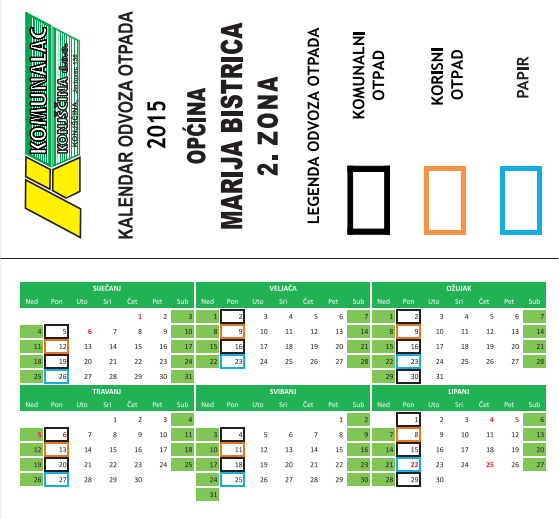 KOMUNALAC
KONJŠČINA d.o.o.
KALENDAR ODVOZA OTPADA
2015
OPĆINA
MARIJA BISTRICA
2. ZONA
LEGENDA ODVOZA OTPADA
KOMUNALNI
OTPAD
KORISNI
OTPAD
PAPIR
SIJEČANJ
Ned Pon Uto Sri Čet Pet Sub
1 2 3
4 5 6 7 8 9 10
11 12 13 14 15 16 17
18 19 20 21 22 23 24
25 26 27 28 29 30 31
VELJAČA
Ned Pon Uto Sri Čet Pet Sub
1 2 3 4 5 6 7
8 9 10 11 12 13 14
15 16 17 18 19 20 21
22 23 24 25 26 27 28
OŽUJAK
Ned Pon Uto Sri Čet Pet Sub
1 2 3 4 5 6 7
8 9 10 11 12 13 14
15 16 17 18 19 20 21
22 23 24 25 26 27 28
29 30 31
TRAVANJ
Ned Pon Uto Sri Čet Pet Sub
1 2 3 4
5 6 7 8 9 10 11
12 13 14 15 16 17 18
19 20 21 22 23 24 25
26 27 28 29 30
SVIBANJ
Ned Pon Uto Sri Čet Pet Sub
1 2
3 4 5 6 7 8 9
10 11 12 13 14 15 16
17 18 19 20 21 22 23
24 25 26 27 28 29 30
31
LIPANJ
Ned Pon Uto Sri Čet Pet Sub
1 2 3 4 5 6
7 8 9 10 11 12 13
14 15 16 17 18 19 20
21 22 23 24 25 26 27
28 29 30